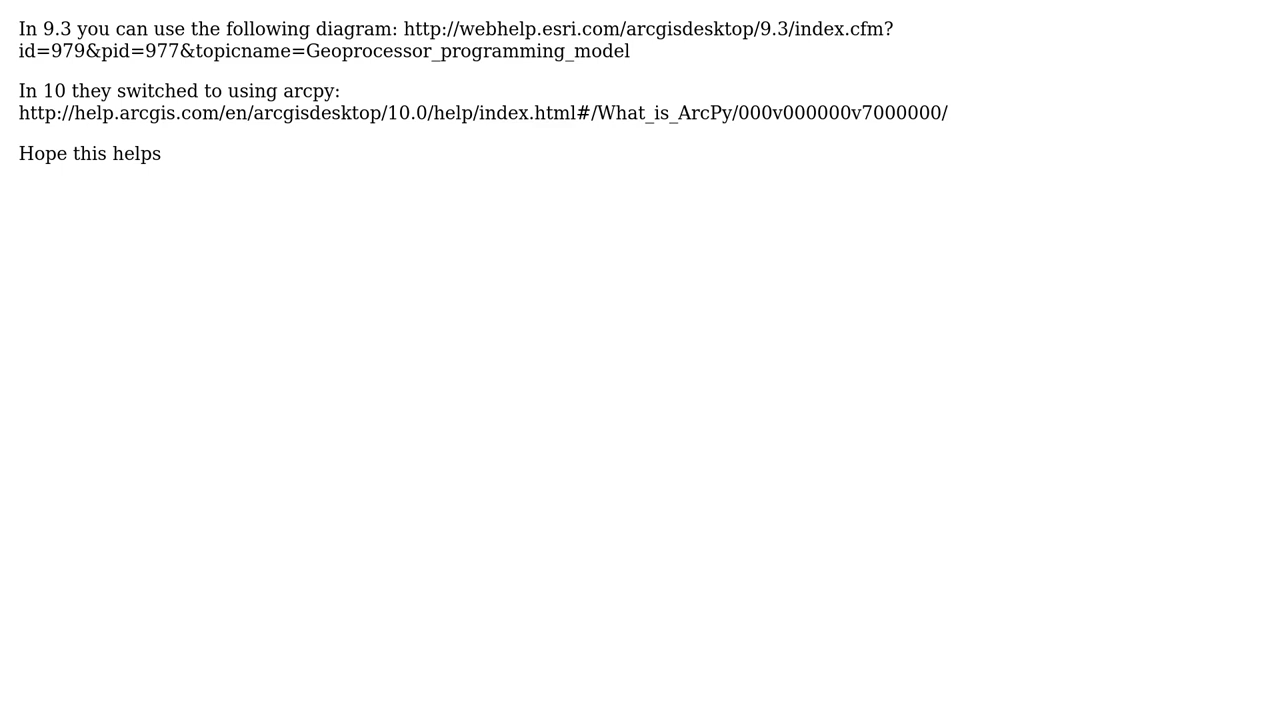 In 9.3 you can use the following diagram: http://webhelp.esri.com/arcgisdesktop/9.3/index.cfm?
id=979&pid=977&topicname=Geoprocessor_programming_model
In 10 they switched to using arcpy:
http://help.arcgis.com/en/arcgisdesktop/10.0/help/index.html#/What_is_ArcPy/000v000000v7000000/
Hope this helps